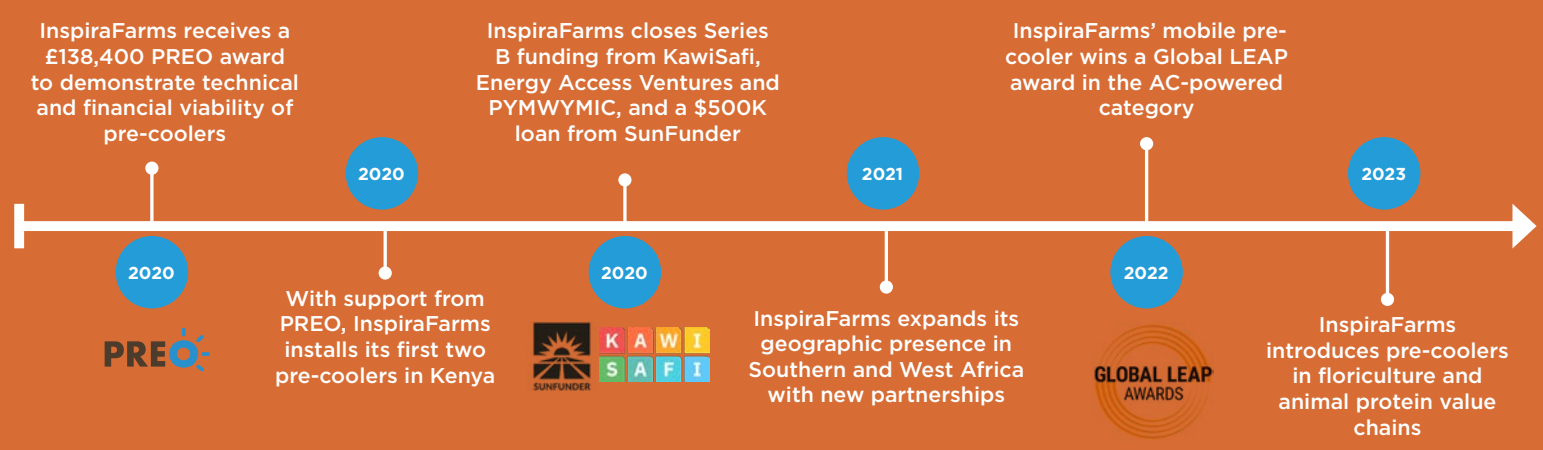 InspiraFarms receives a
£138,400 PREO award
to demonstrate technical
and financial viability of
pre-coolers
2020
PREO
2020
With support from
PREO, InspiraFarms
installs its first two
pre-coolers in Kenya
InspiraFarms closes Series
B funding from KawiSafi,
Energy Access Ventures and
PYMWYMIC, and a $500K
loan from SunFunder
2020
SUNFUNDER
KAWI
SAFI
2021
InspiraFarms expands its
geographic presence in
Southern and West Africa
with new partnerships
InspiraFarms’ mobile pre-
cooler wins a Global LEAP
award in the AC-powered
category
2022
GLOBAL LEAP
AWARDS
2023
InspiraFarms
introduces pre-coolers
in floriculture and
animal protein value
chains